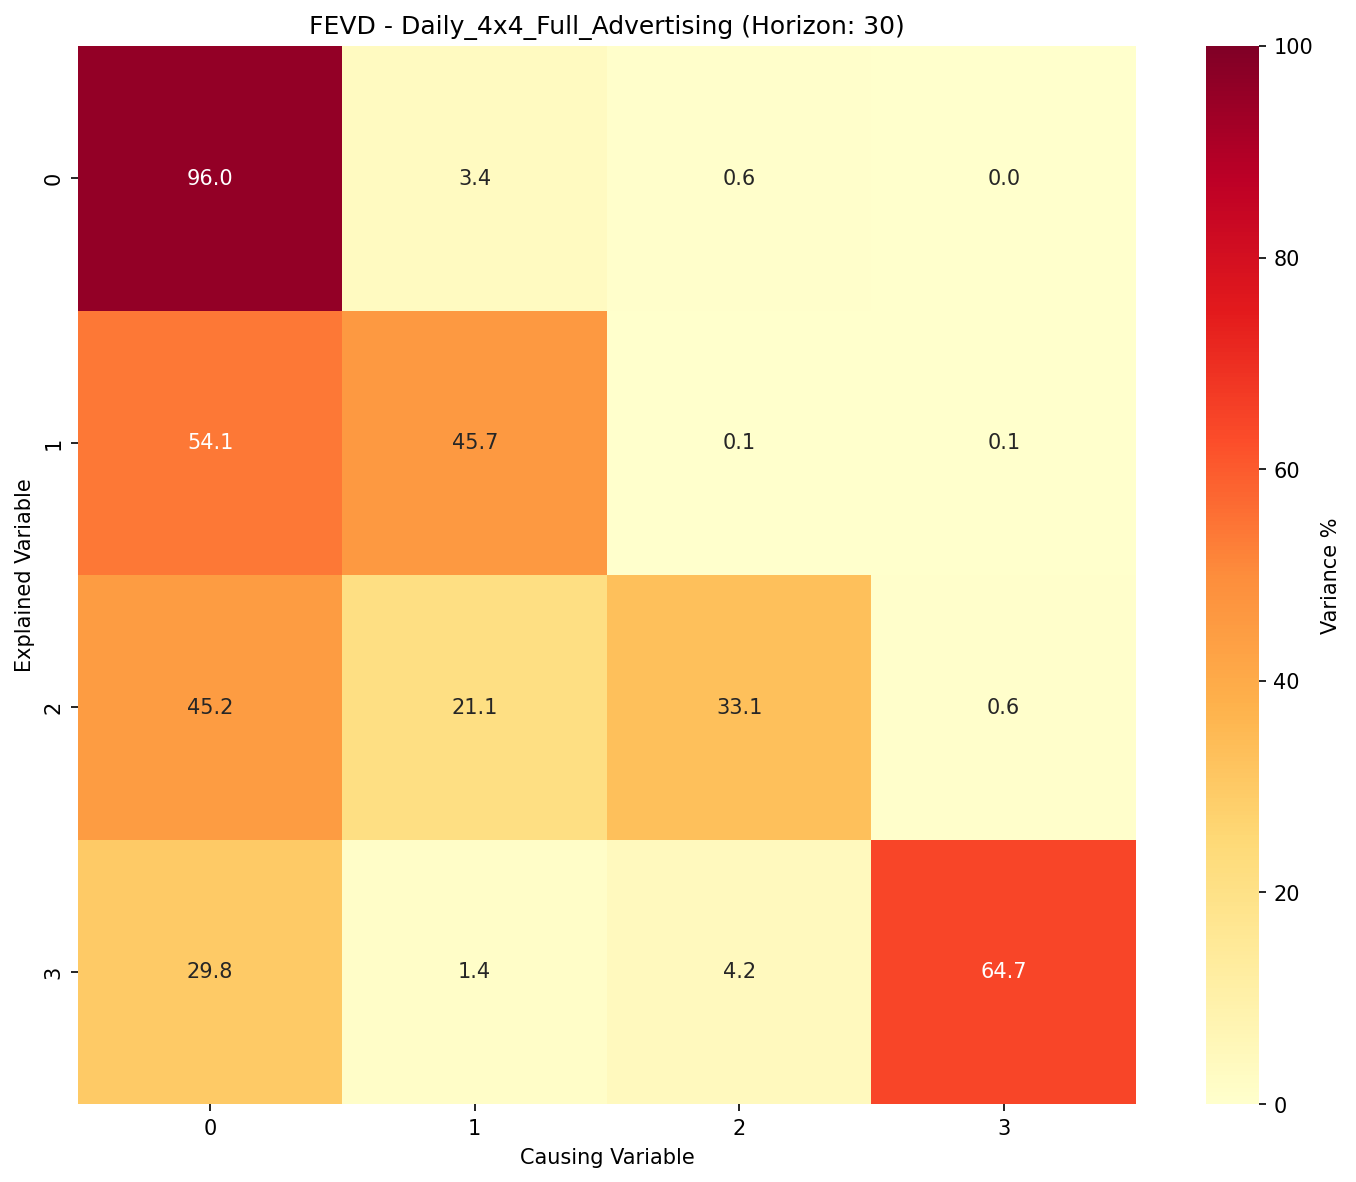 FEVD - Daily_4x4_Full_Advertising (Horizon: 30)
Explained Variable
0
1
2
3
96.0 3.4 0.6 0.0
54.1 45.7 0.1 0.1
45.2 21.1 33.1 0.6
29.8 1.4 4.2 64.7
0 1 2 3
Causing Variable
100
80
60
40
20
0
Variance %